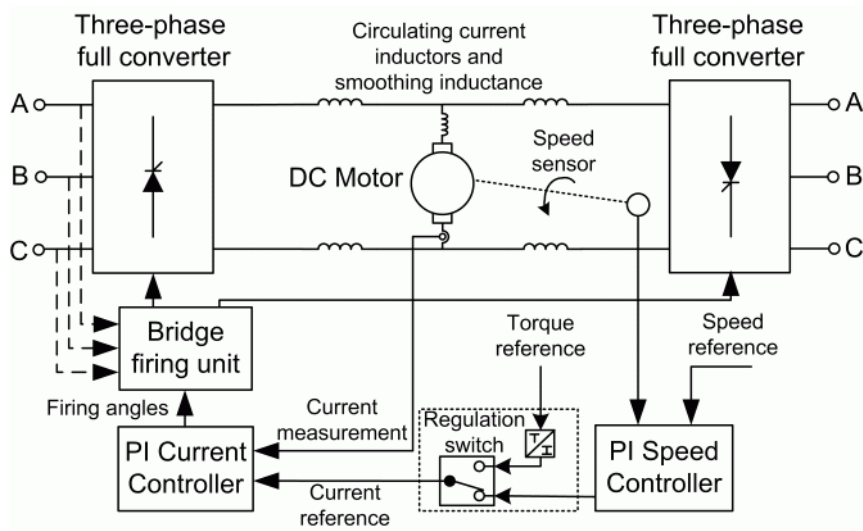 Three-phase
full converter
Circulating current
inductors and
smoothing inductance
Three-phase
full converter
A
B
C
DC Motor
Speed
sensor
A
B
C
Bridge
firing unit
Torque
reference
Speed
reference
Firing angles
Current
measurement
Regulation
switch
T
I
PI Current
Controller
Current
reference
PI Speed
Controller